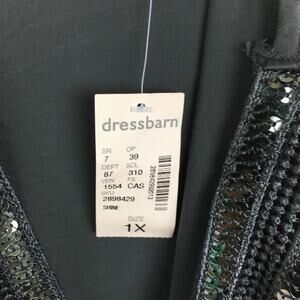 dressbarn
SN OP
7 39
DEPT SCL
87 310
VEN FS
1554 CAS
SKU
2898429
SHINE
SIZE
1X